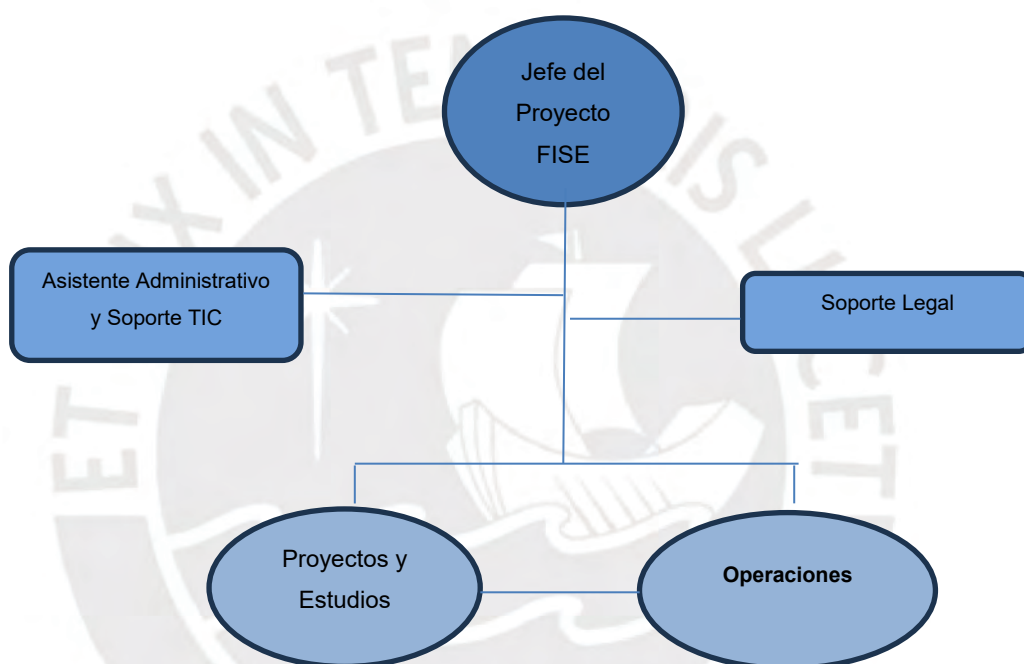 Jefe del
Proyecto
FISE
Asistente Administrativo
y Soporte TIC
Soporte Legal
Proyectos y
Estudios
Operaciones